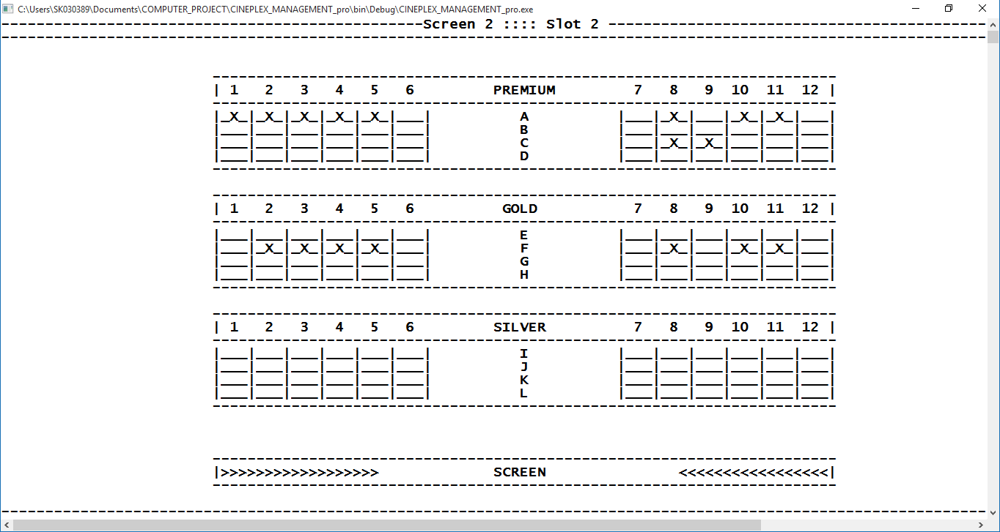 C:\Users\SK030389\Documents\COMPUTER_PROJECT\CINEPLEX_MANAGEMENT_pro\bin\Debug\CINEPLEX_MANAGEMENT_pro.exe
------------------------------------------------Screen 2 :::: Slot 2 -------------------------------------------
----------------------------------------------------------------------------------------------------------------
-----------------------------------------------------------------------
| 1   2   3   4   5   6         PREMIUM         7   8   9  10  11  12 |
-----------------------------------------------------------------------
|_X_|_X_|_X_|_X_|_X_|___|          A          |___|_X_|___|_X_|_X_|___|
|___|___|___|___|___|___|          B          |___|___|___|___|___|___|
|___|___|___|___|___|___|          C          |___|_X_|_X_|___|___|___|
|___|___|___|___|___|___|          D          |___|___|___|___|___|___|
-----------------------------------------------------------------------
-----------------------------------------------------------------------
| 1   2   3   4   5   6          GOLD           7   8   9  10  11  12 |
-----------------------------------------------------------------------
|___|___|___|___|___|___|          E          |___|___|___|___|___|___|
|___|_X_|_X_|_X_|_X_|___|          F          |___|_X_|___|_X_|_X_|___|
|___|___|___|___|___|___|          G          |___|___|___|___|___|___|
|___|___|___|___|___|___|          H          |___|___|___|___|___|___|
-----------------------------------------------------------------------
-----------------------------------------------------------------------
| 1   2   3   4   5   6         SILVER          7   8   9  10  11  12 |
-----------------------------------------------------------------------
|___|___|___|___|___|___|          I          |___|___|___|___|___|___|
|___|___|___|___|___|___|          J          |___|___|___|___|___|___|
|___|___|___|___|___|___|          K          |___|___|___|___|___|___|
|___|___|___|___|___|___|          L          |___|___|___|___|___|___|
-----------------------------------------------------------------------
-----------------------------------------------------------------------
|>>>>>>>>>>>>>>>>>>             SCREEN               <<<<<<<<<<<<<<<<<|
-----------------------------------------------------------------------
----------------------------------------------------------------------------------------------------------------